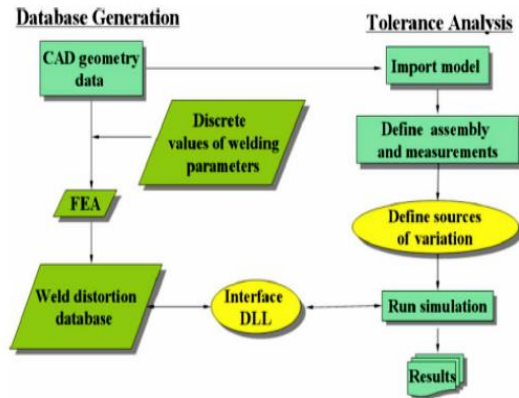 Database Generation
Tolerance Analysis
CAD geometry
data
Import model
Discrete
values of welding
parameters
Define assembly
and measurements
FEA
Define sources
of variation
Weld distortion
database
Interface
DLL
Run simulation
Results